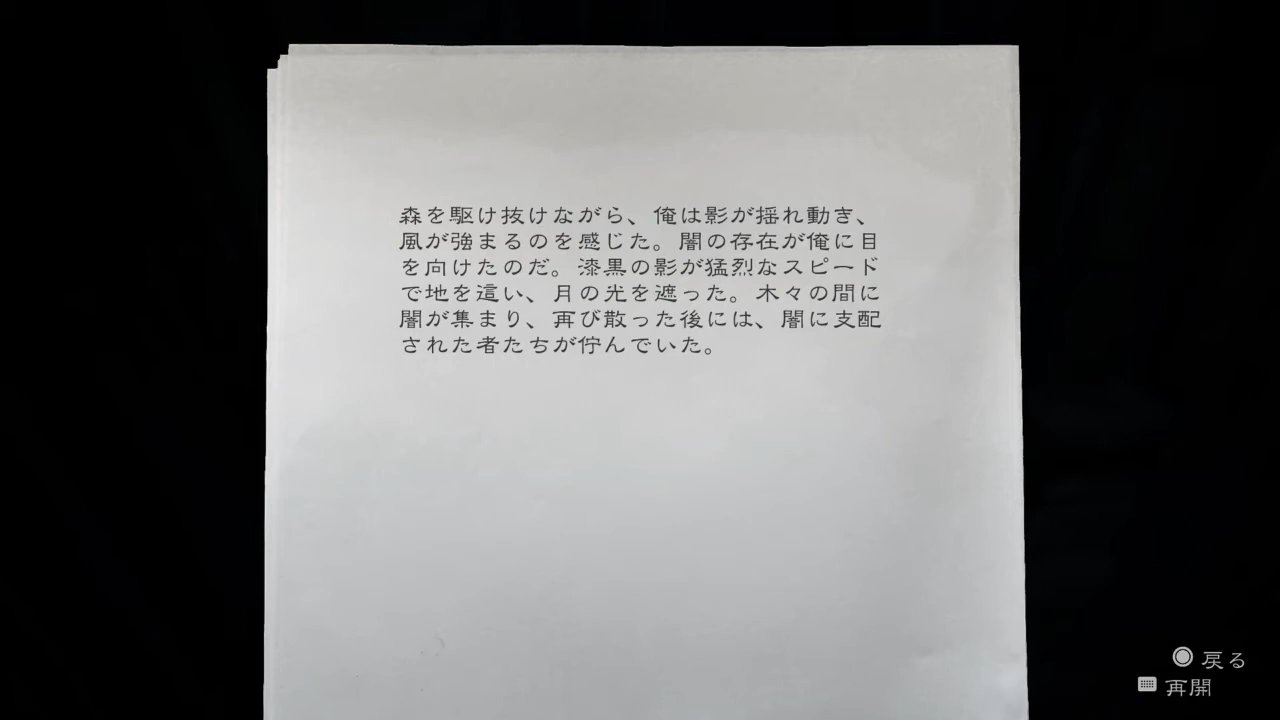 森を駆け抜けながら、俺は影が揺れ動き、
風が強まるのを感じた。闇の存在が俺に目
を向けたのだ。漆黒の影が猛烈なスピード
で地を這い、月の光を遮った。木々の間に
闇が集まり、再び散った後には、闇に支配
された者たちが佇んでいた。
戻る
再開